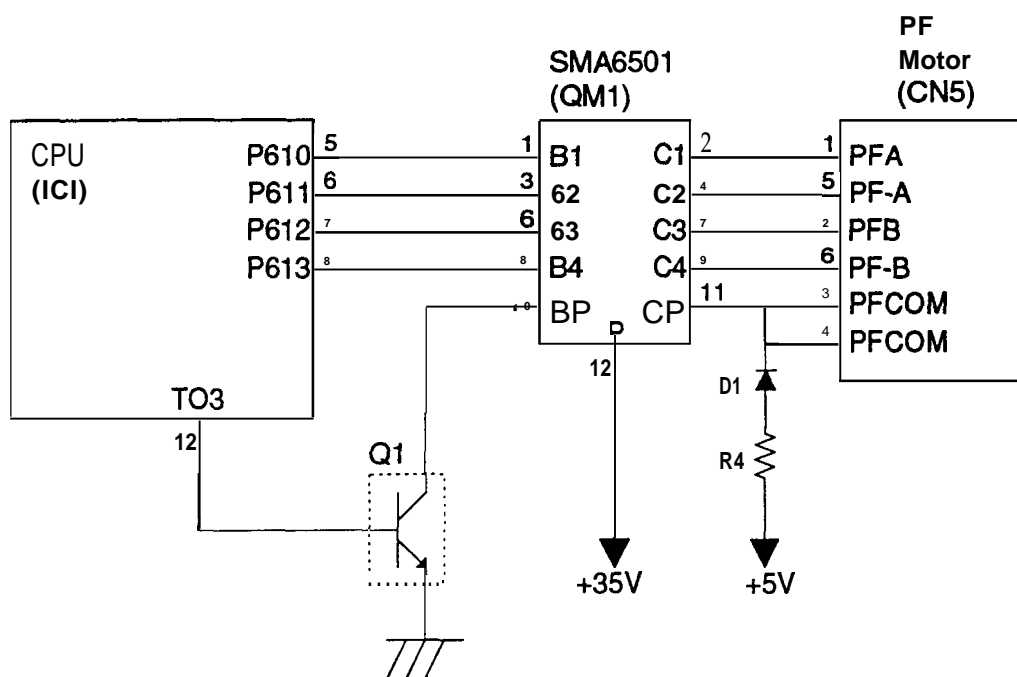 PF
Motor
(CN5)
SMA6501
(QM1)
CPU
(ICI)
P610 5 1 B1 C1 2 1 PFA
P611 6 3 62 C2 4 5 PF-A
P612 7 6 63 C3 7 2 PFB
P613 8 8 B4 C4 9 6 PF-B
BP CP 11 3 PFCOM
4 PFCOM
12
TO3
12
D1
Q1
R4
+35V
+5V